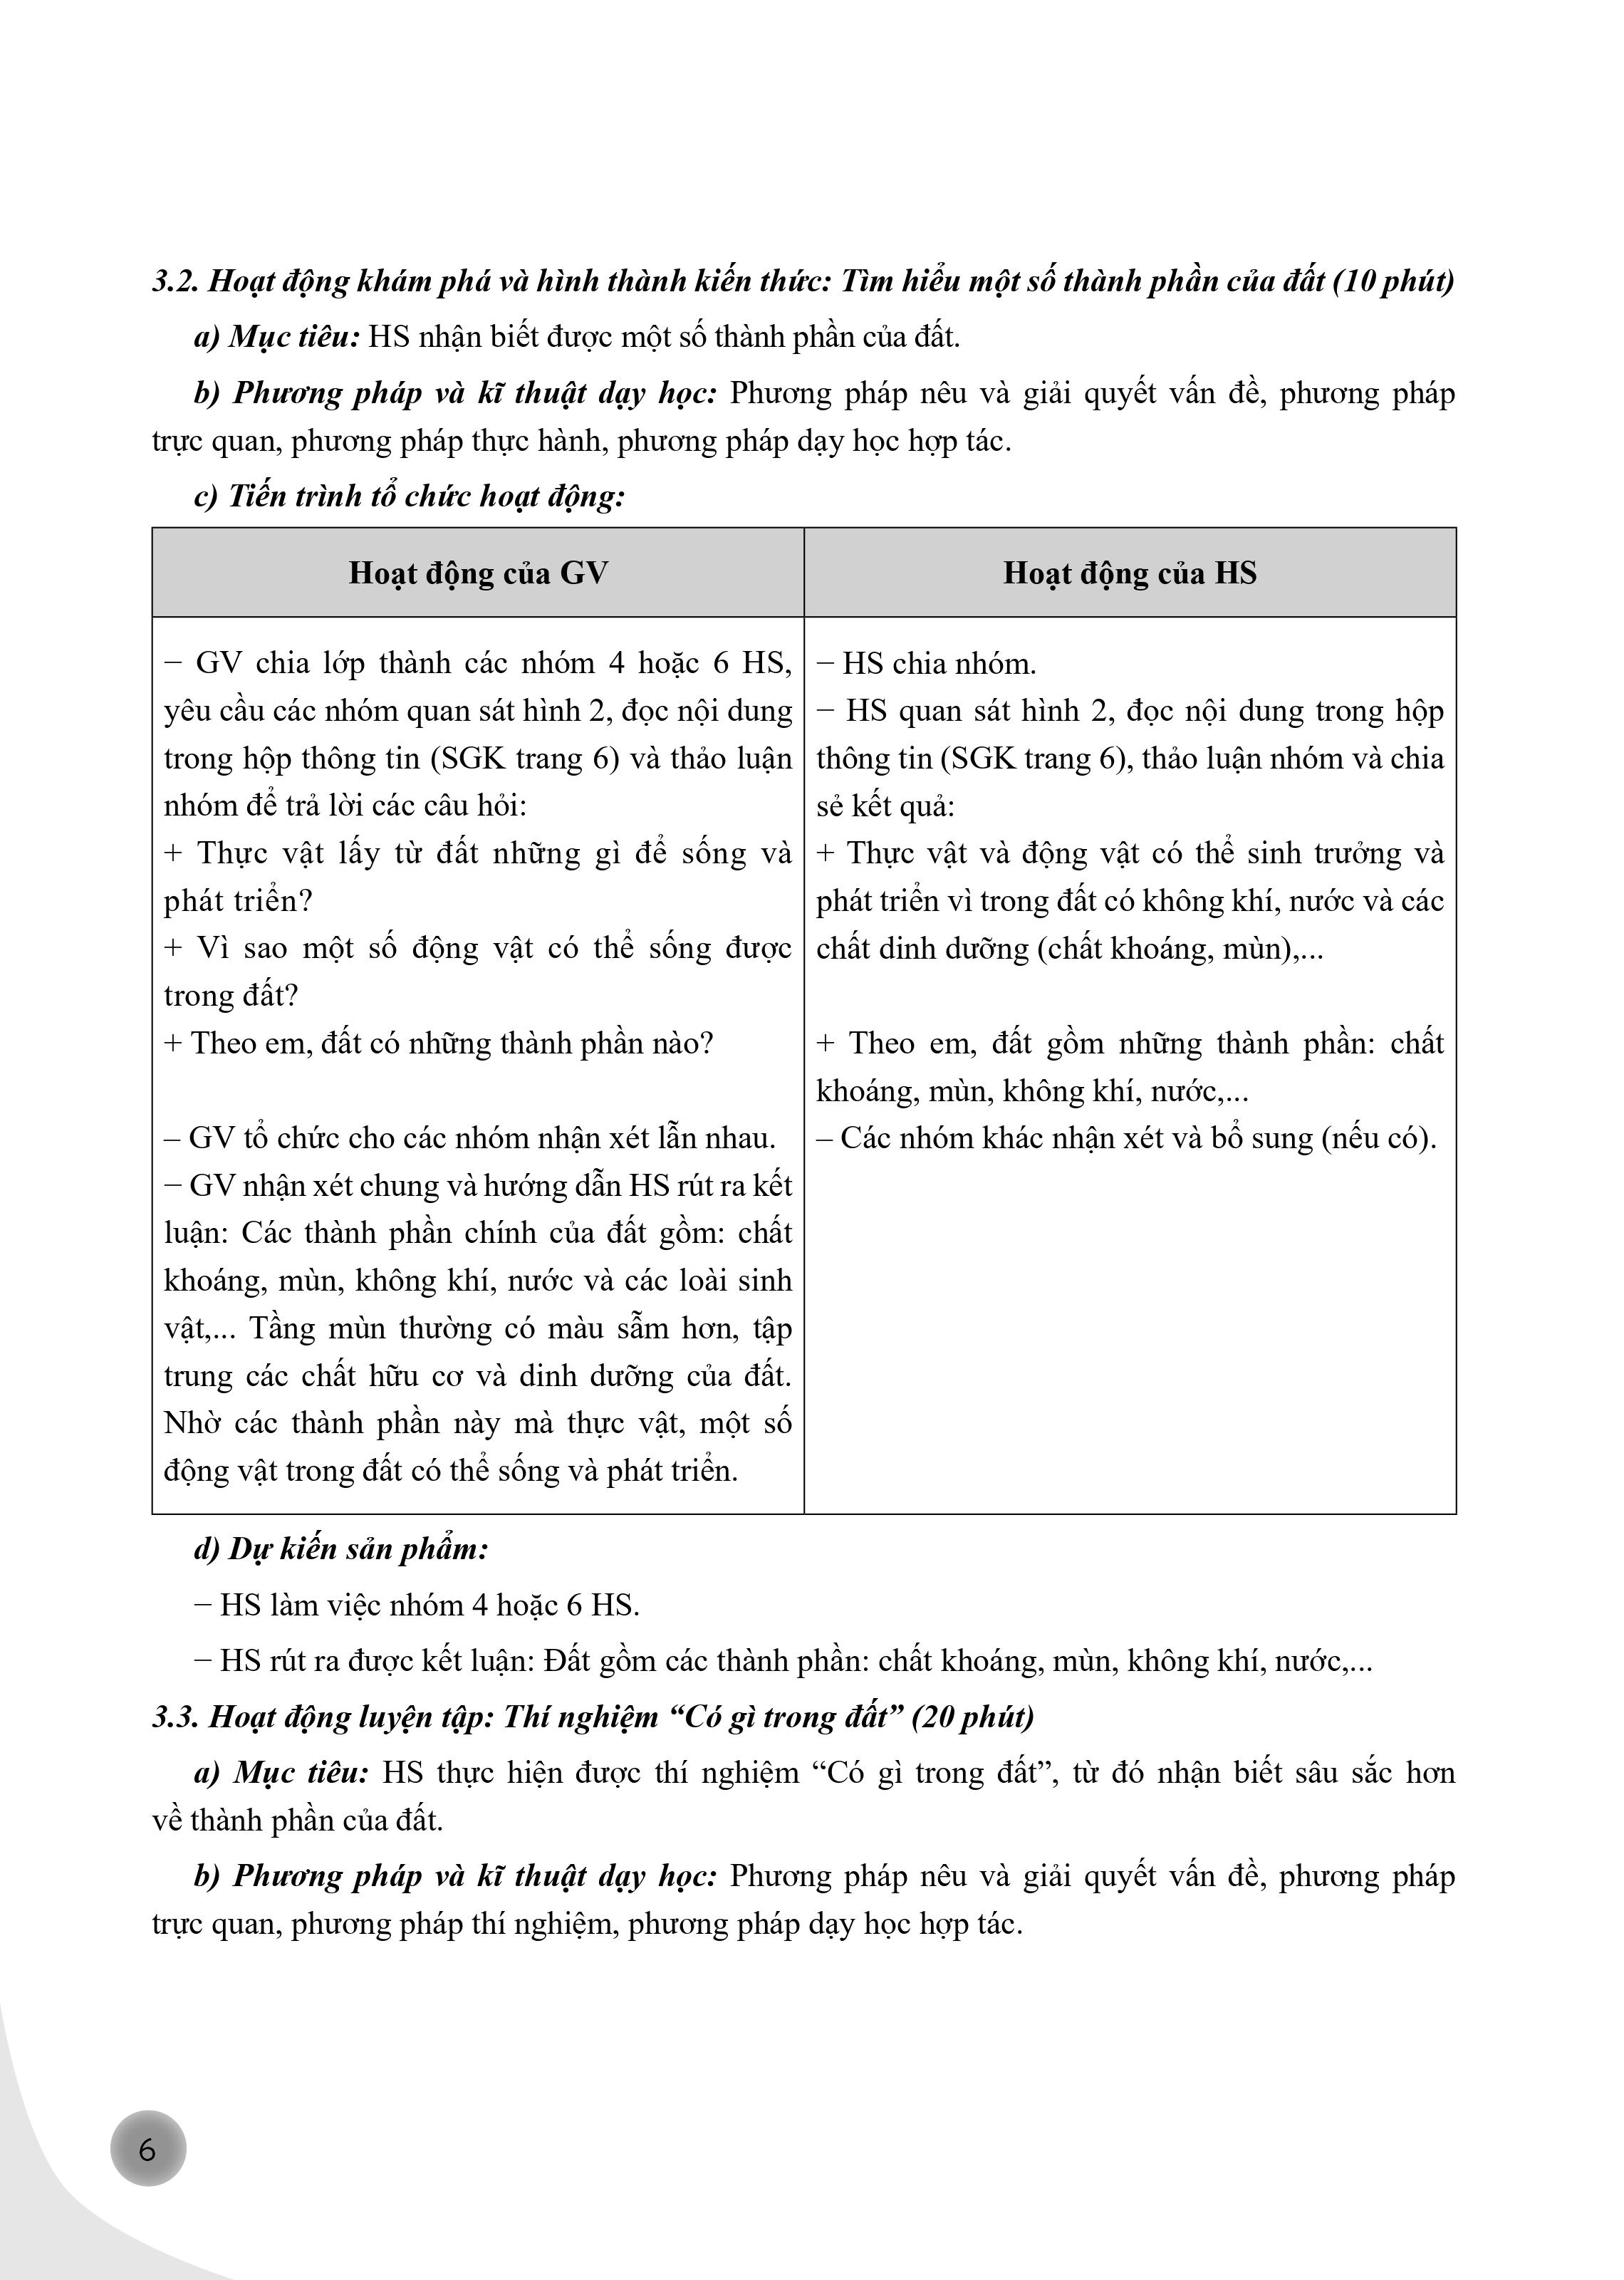 3.2. Hoạt động khám phá và hình thành kiến thức: Tìm hiểu một số thành phần của đất (10 phút)
a) Mục tiêu: HS nhận biết được một số thành phần của đất.
b) Phương pháp và kĩ thuật dạy học: Phương pháp nêu và giải quyết vấn đề, phương pháp
trực quan, phương pháp thực hành, phương pháp dạy học hợp tác.
c) Tiến trình tổ chức hoạt động:
Hoạt động của GV
− GV chia lớp thành các nhóm 4 hoặc 6 HS,
yêu cầu các nhóm quan sát hình 2, đọc nội dung
trong hộp thông tin (SGK trang 6) và thảo luận
nhóm để trả lời các câu hỏi:
+ Thực vật lấy từ đất những gì để sống và
phát triển?
+ Vì sao một số động vật có thể sống được
trong đất?
+ Theo em, đất có những thành phần nào?
– GV tổ chức cho các nhóm nhận xét lẫn nhau.
− GV nhận xét chung và hướng dẫn HS rút ra kết
luận: Các thành phần chính của đất gồm: chất
khoáng, mùn, không khí, nước và các loài sinh
vật,... Tầng mùn thường có màu sẫm hơn, tập
trung các chất hữu cơ và dinh dưỡng của đất.
Nhờ các thành phần này mà thực vật, một số
động vật trong đất có thể sống và phát triển.
Hoạt động của HS
− HS chia nhóm.
− HS quan sát hình 2, đọc nội dung trong hộp
thông tin (SGK trang 6), thảo luận nhóm và chia
sẻ kết quả:
+ Thực vật và động vật có thể sinh trưởng và
phát triển vì trong đất có không khí, nước và các
chất dinh dưỡng (chất khoáng, mùn),...
+ Theo em, đất gồm những thành phần: chất
khoáng, mùn, không khí, nước,...
– Các nhóm khác nhận xét và bổ sung (nếu có).
d) Dự kiến sản phẩm:
− HS làm việc nhóm 4 hoặc 6 HS.
− HS rút ra được kết luận: Đất gồm các thành phần: chất khoáng, mùn, không khí, nước,...
3.3. Hoạt động luyện tập: Thí nghiệm “Có gì trong đất” (20 phút)
a) Mục tiêu: HS thực hiện được thí nghiệm “Có gì trong đất”, từ đó nhận biết sâu sắc hơn
về thành phần của đất.
b) Phương pháp và kĩ thuật dạy học: Phương pháp nêu và giải quyết vấn đề, phương pháp
trực quan, phương pháp thí nghiệm, phương pháp dạy học hợp tác.
6